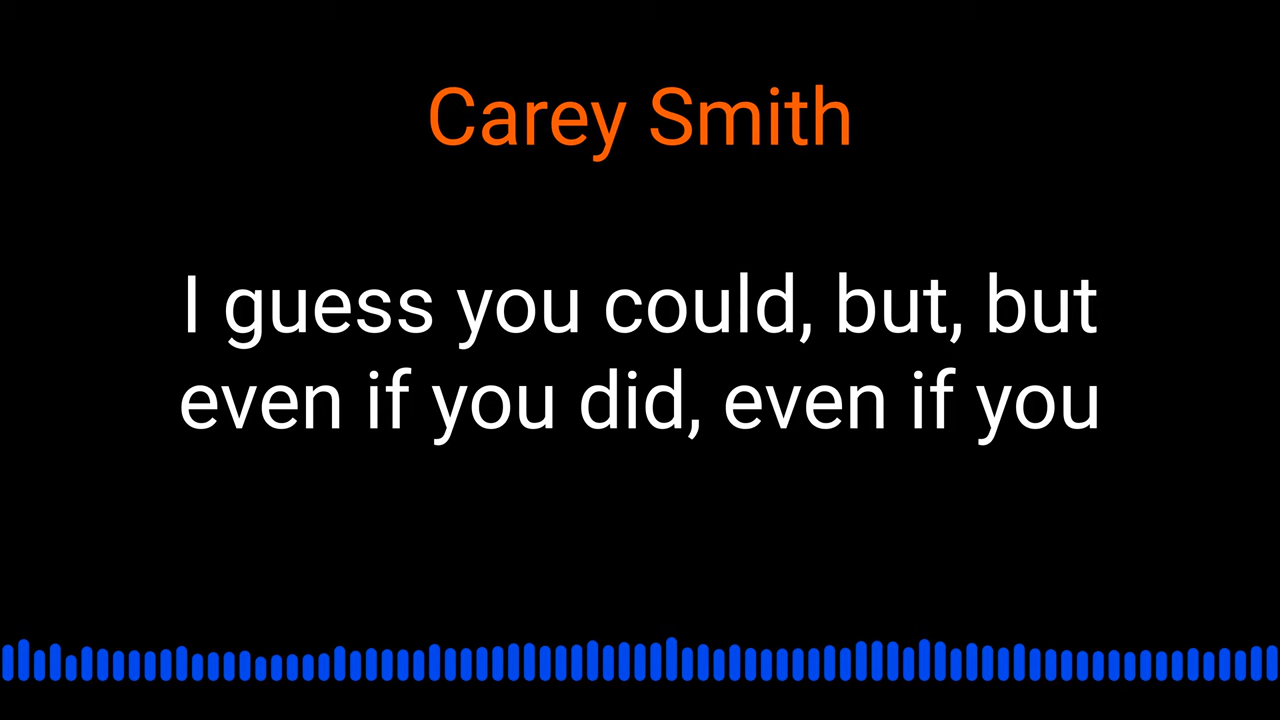 Carey Smith
I guess you could, but, but
even if you did, even if you